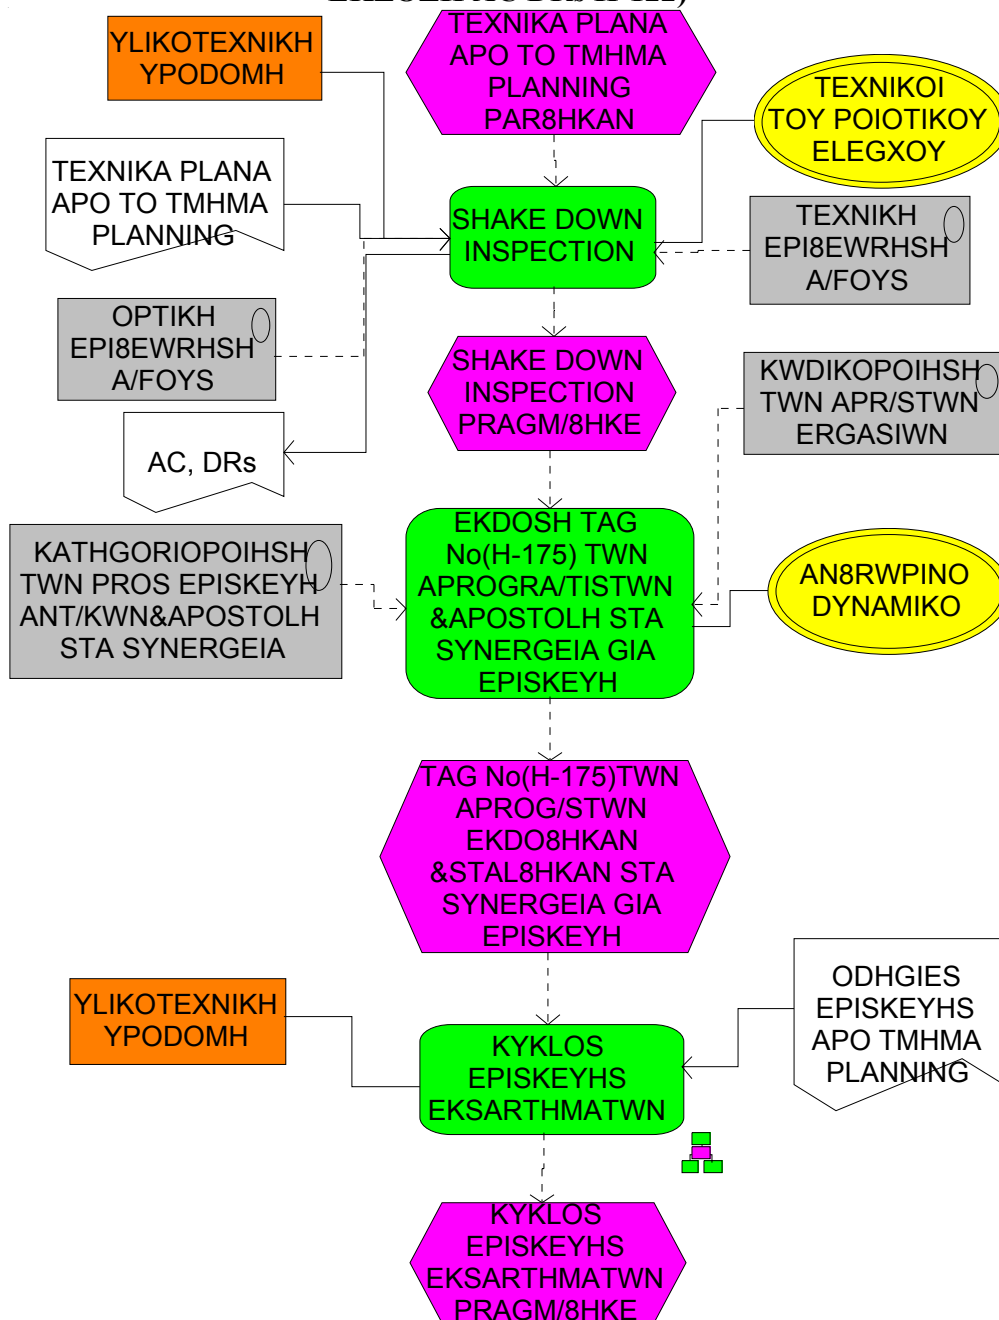 YLIKOTEXNIKH
YPODOMH
TEXNIKA PLANA
APO TO TMHMA
PLANNING
PAR8HKAN
TEXNIKOI
TOY POIOTIKOY
ELEGXOY
TEXNIKA PLANA
APO TO TMHMA
PLANNING
SHAKE DOWN
INSPECTION
TEXNIKH
EPI8EWRHSH
A/FOYS
OPTIKH
EPI8EWRHSH
A/FOYS
SHAKE DOWN
INSPECTION
PRAGM/8HKE
KWDIKOPOIHSH
TWN APR/STWN
ERGASIWN
AC, DRs
KATHGORIOPOIHSH
TWN PROS EPISKEYH
ANT/KWN&APOSTOLH
STA SYNERGEIA
EKDOSH TAG
No(H-175) TWN
APROGRA/TISTWN
&APOSTOLH STA
SYNERGEIA GIA
EPISKEYH
AN8RWPINO
DYNAMIKO
TAG No(H-175)TWN
APROG/STWN
EKDO8HKAN
&STAL8HKAN STA
SYNERGEIA GIA
EPISKEYH
YLIKOTEXNIKH
YPODOMH
KYKLOS
EPISKEYHS
EKSARTHMATWN
ODHGIES
EPISKEYHS
APO TMHMA
PLANNING
KYKLOS
EPISKEYHS
EKSARTHMATWN
PRAGM/8HKE